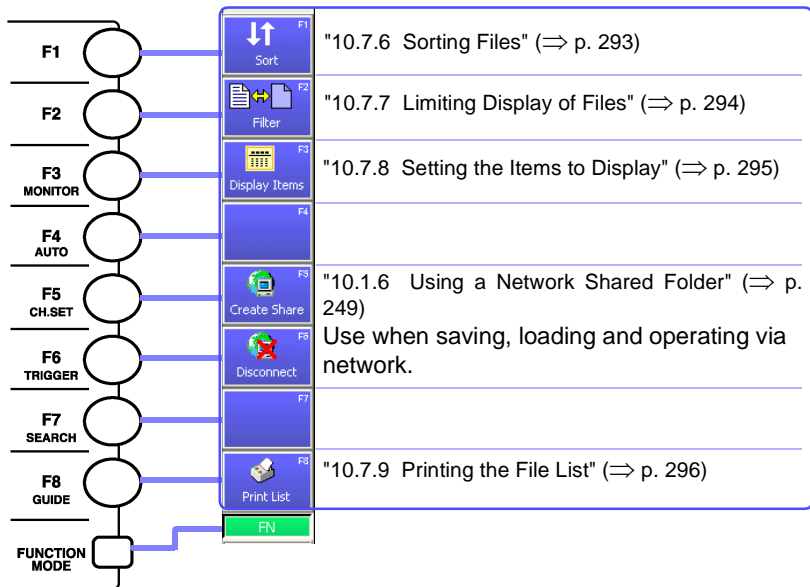 F1
F1
Sort
"10.7.6 Sorting Files" (⇒ p. 293)
F2
F2
Filter
"10.7.7 Limiting Display of Files" (⇒ p. 294)
F3
MONITOR
F3
Display Items
"10.7.8 Setting the Items to Display" (⇒ p. 295)
F4
AUTO
F4
F5
CH.SET
F5
Create Share
"10.1.6 Using a Network Shared Folder" (⇒ p.
249)
Use when saving, loading and operating via
network.
F6
TRIGGER
F6
Disconnect
F7
SEARCH
F7
F8
GUIDE
F8
Print List
"10.7.9 Printing the File List" (⇒ p. 296)
FUNCTION
MODE
FN